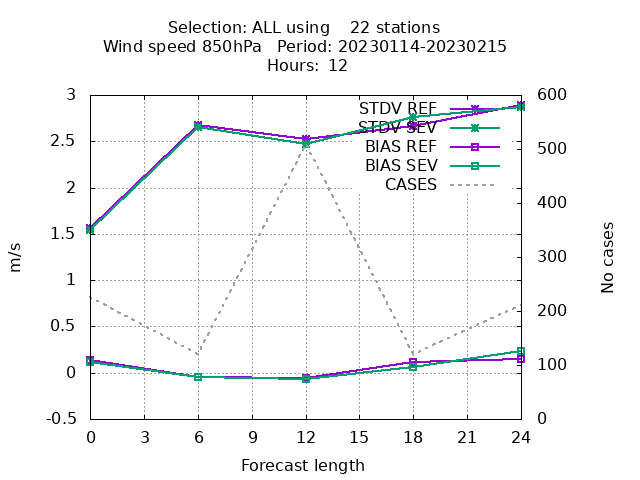 Selection: ALL using 22 stations
Wind speed 850hPa Period: 20230114-20230215
Hours: 12
3
2.5
2
1.5
1
0.5
0
-0.5
m/s
STDV REF
STDV SEV
BIAS REF
BIAS SEV
CASES
600
500
400
300
200
100
0
No cases
0 3 6 9 12 15 18 21 24
Forecast length